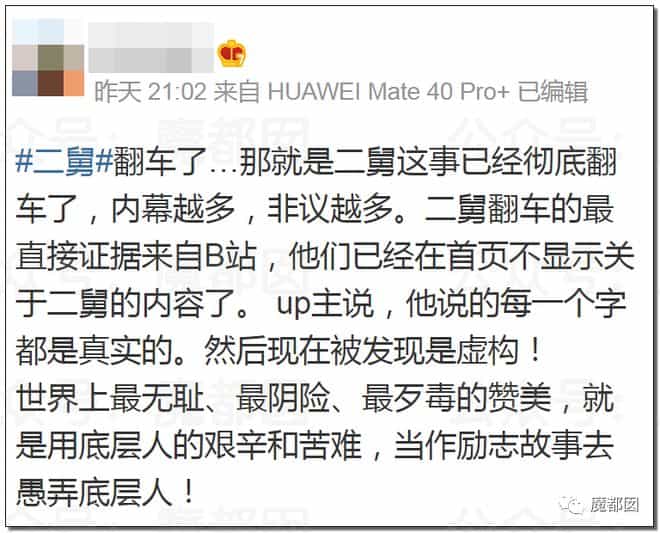 昨天 21:02 来自 HUAWEI Mate 40 Pro+ 已编辑
#二舅#翻车了…那就是二舅这事已经彻底翻
车了，内幕越多，非议越多。二舅翻车的最
直接证据来自B站，他们已经在首页不显示关
于二舅的内容了。 up主说，他说的每一个字
都是真实的。然后现在被发现是虚构！
世界上最无耻、最阴险、最歹毒的赞美，就
是用底层人的艰辛和苦难，当作励志故事去
愚弄底层人！
魔都囡